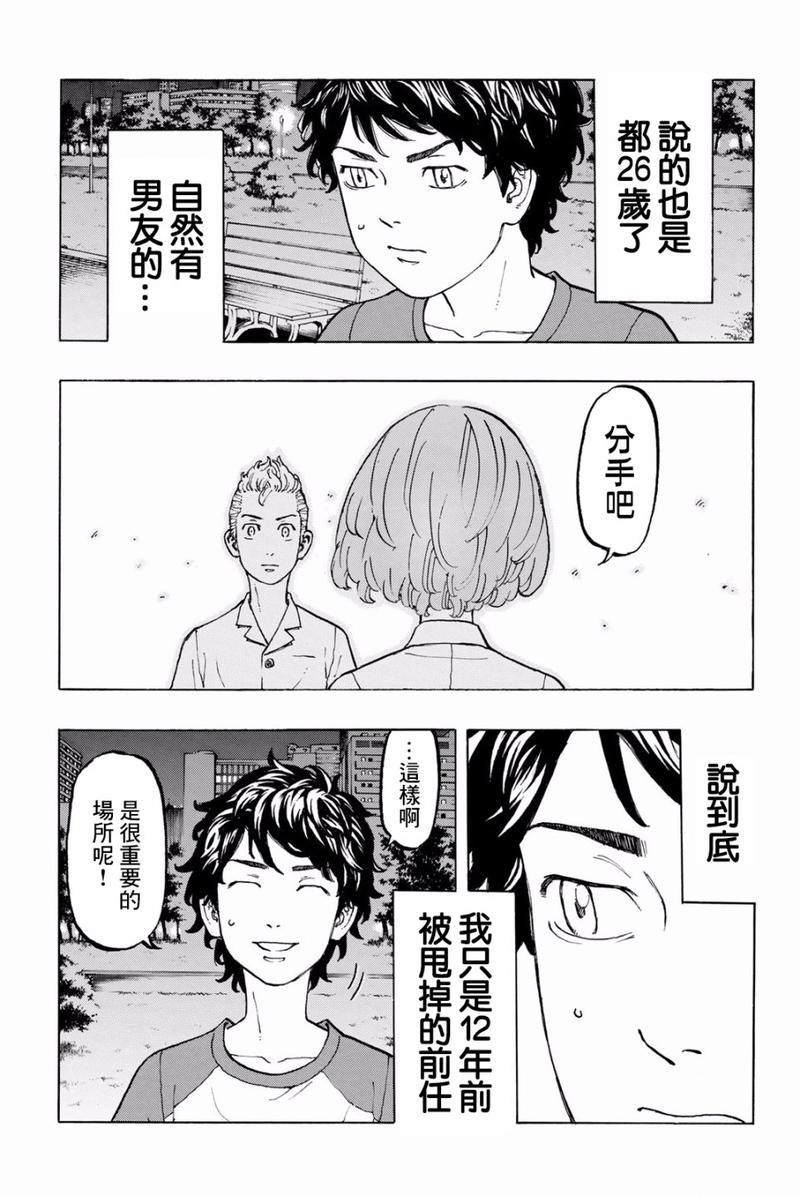 說的也是
都26歲了
自然有
男友的…
分手吧
說到底
我只是12年前
被甩掉的前任
…這樣啊
是很重要的
場所呢！